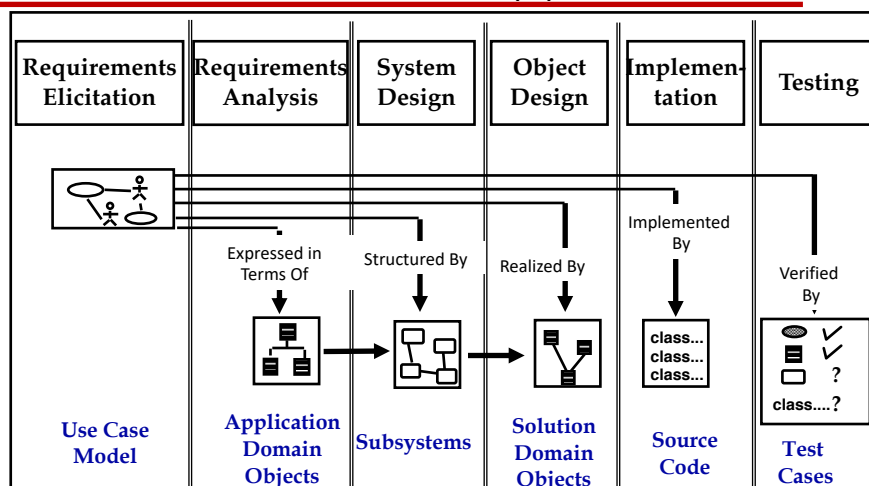 Requirements
Elicitation
Requirements
Analysis
System
Design
Object
Design
Implemen-
tation
Testing
Expressed in
Terms Of
Structured By
Realized By
Implemented
By
Verified
By
class...
class...
class...
?
class....?
Use Case
Model
Application
Domain
Objects
Subsystems
Solution
Domain
Objects
Source
Code
Test
Cases